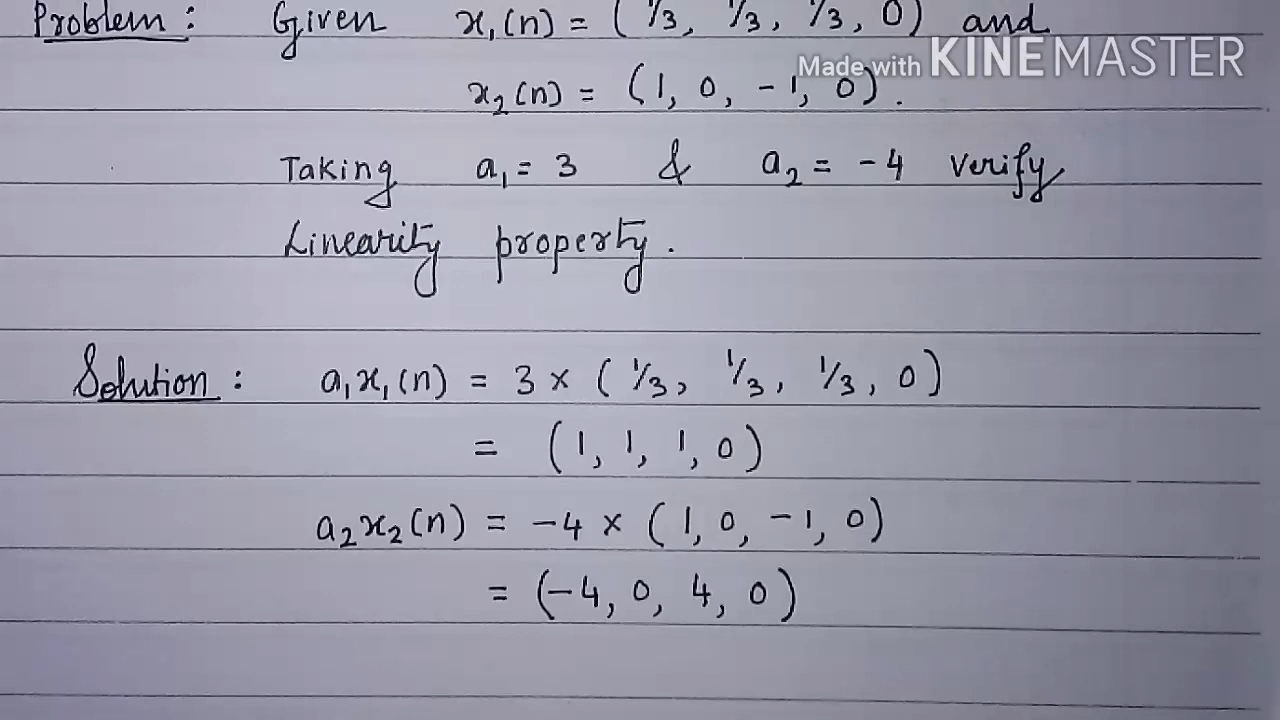 Problem: Given x₁(n) = (1/3, 1/3, 1/3, 0) and
Made with KINEMASTER
x₂(n) = (1, 0, -1, 0).
Taking a₁ = 3 & a₂ = -4 verify
Linearity property.
Solution: a₁x₁(n) = 3 × (1/3, 1/3, 1/3, 0)
= (1, 1, 1, 0)
a₂x₂(n) = -4 × (1, 0, -1, 0)
= (-4, 0, 4, 0)